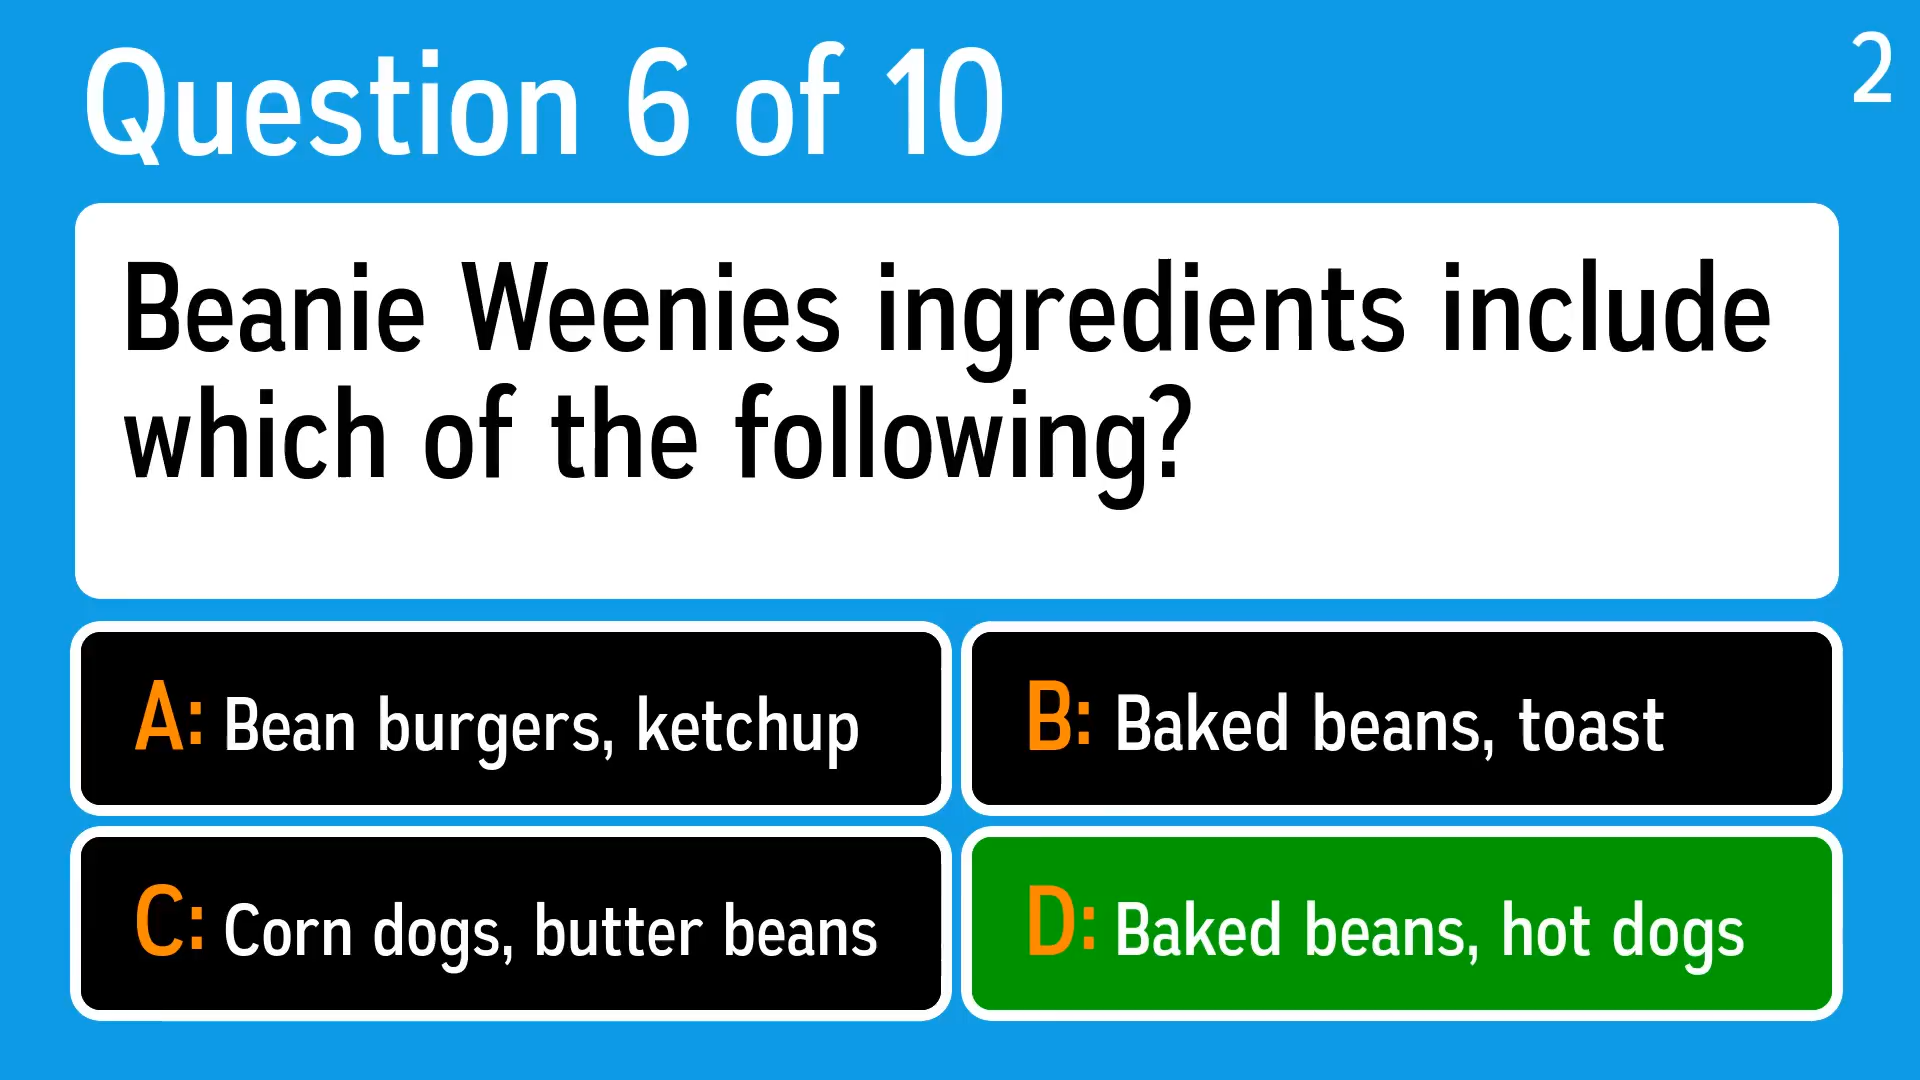 Question 6 of 10
2
Beanie Weenies ingredients include
which of the following?
A: Bean burgers, ketchup
B: Baked beans, toast
C: Corn dogs, butter beans
D: Baked beans, hot dogs